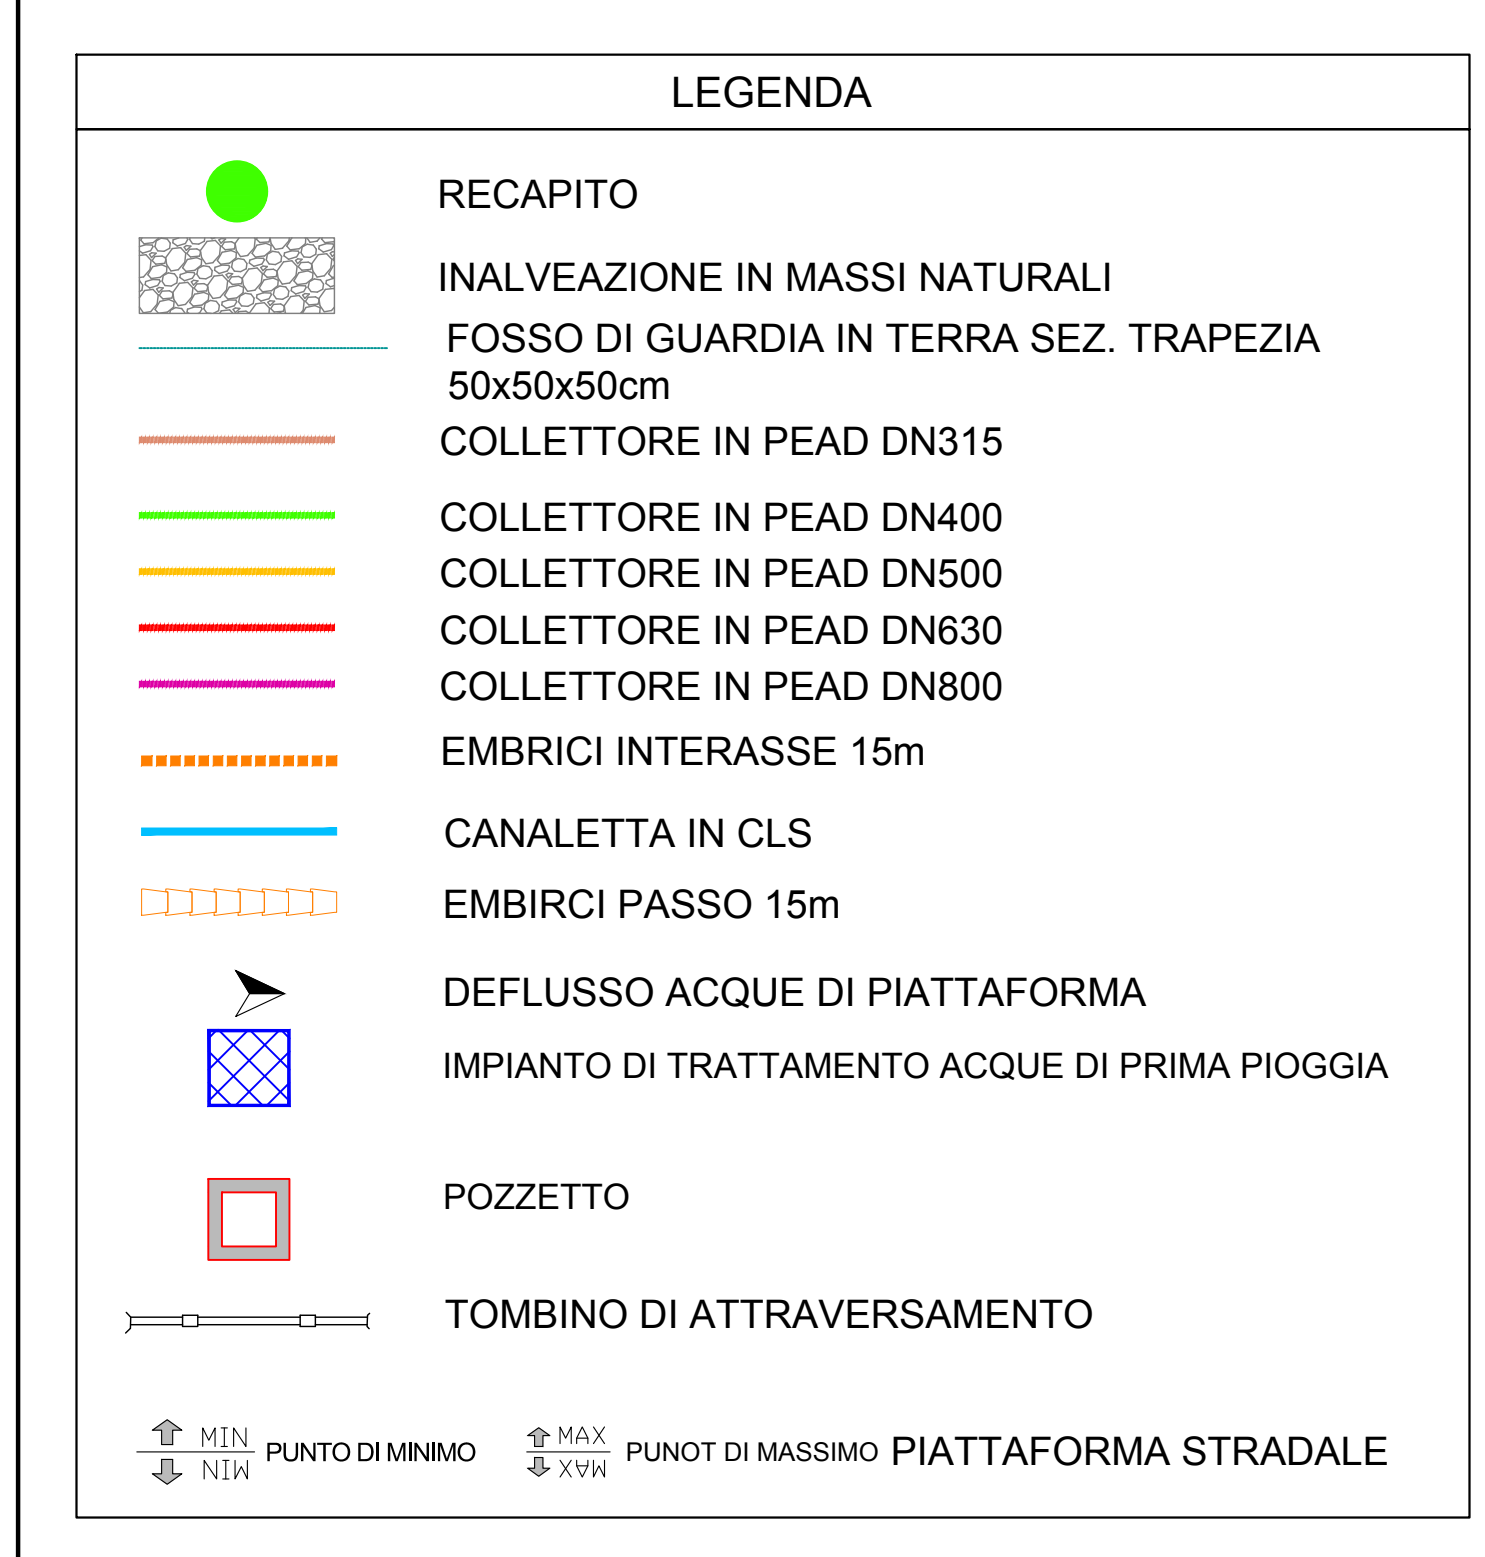 LEGENDA
RECAPITO
INALVEAZIONE IN MASSI NATURALI
FOSSO DI GUARDIA IN TERRA SEZ. TRAPEZIA
50x50x50cm
COLLETTORE IN PEAD DN315
COLLETTORE IN PEAD DN400
COLLETTORE IN PEAD DN500
COLLETTORE IN PEAD DN630
COLLETTORE IN PEAD DN800
EMBRICI INTERASSE 15m
CANALETTA IN CLS
EMBIRCI PASSO 15m
DEFLUSSO ACQUE DI PIATTAFORMA
IMPIANTO DI TRATTAMENTO ACQUE DI PRIMA PIOGGIA
POZZETTO
TOMBINO DI ATTRAVERSAMENTO
MIN
MIN
PUNTO DI MINIMO
MAX
MAX
PUNOT DI MASSIMO PIATTAFORMA STRADALE